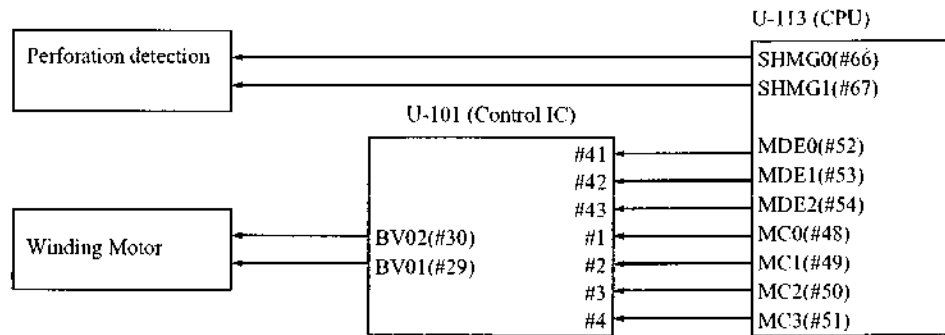 U-113 (CPU)
Perforation detection
SHMG0(#66)
SHMG1(#67)
U-101 (Control IC)
#41
MDE0(#52)
#42
MDE1(#53)
#43
MDE2(#54)
Winding Motor
BV02(#30)
#1
MC0(#48)
BV01(#29)
#2
MC1(#49)
#3
MC2(#50)
#4
MC3(#51)